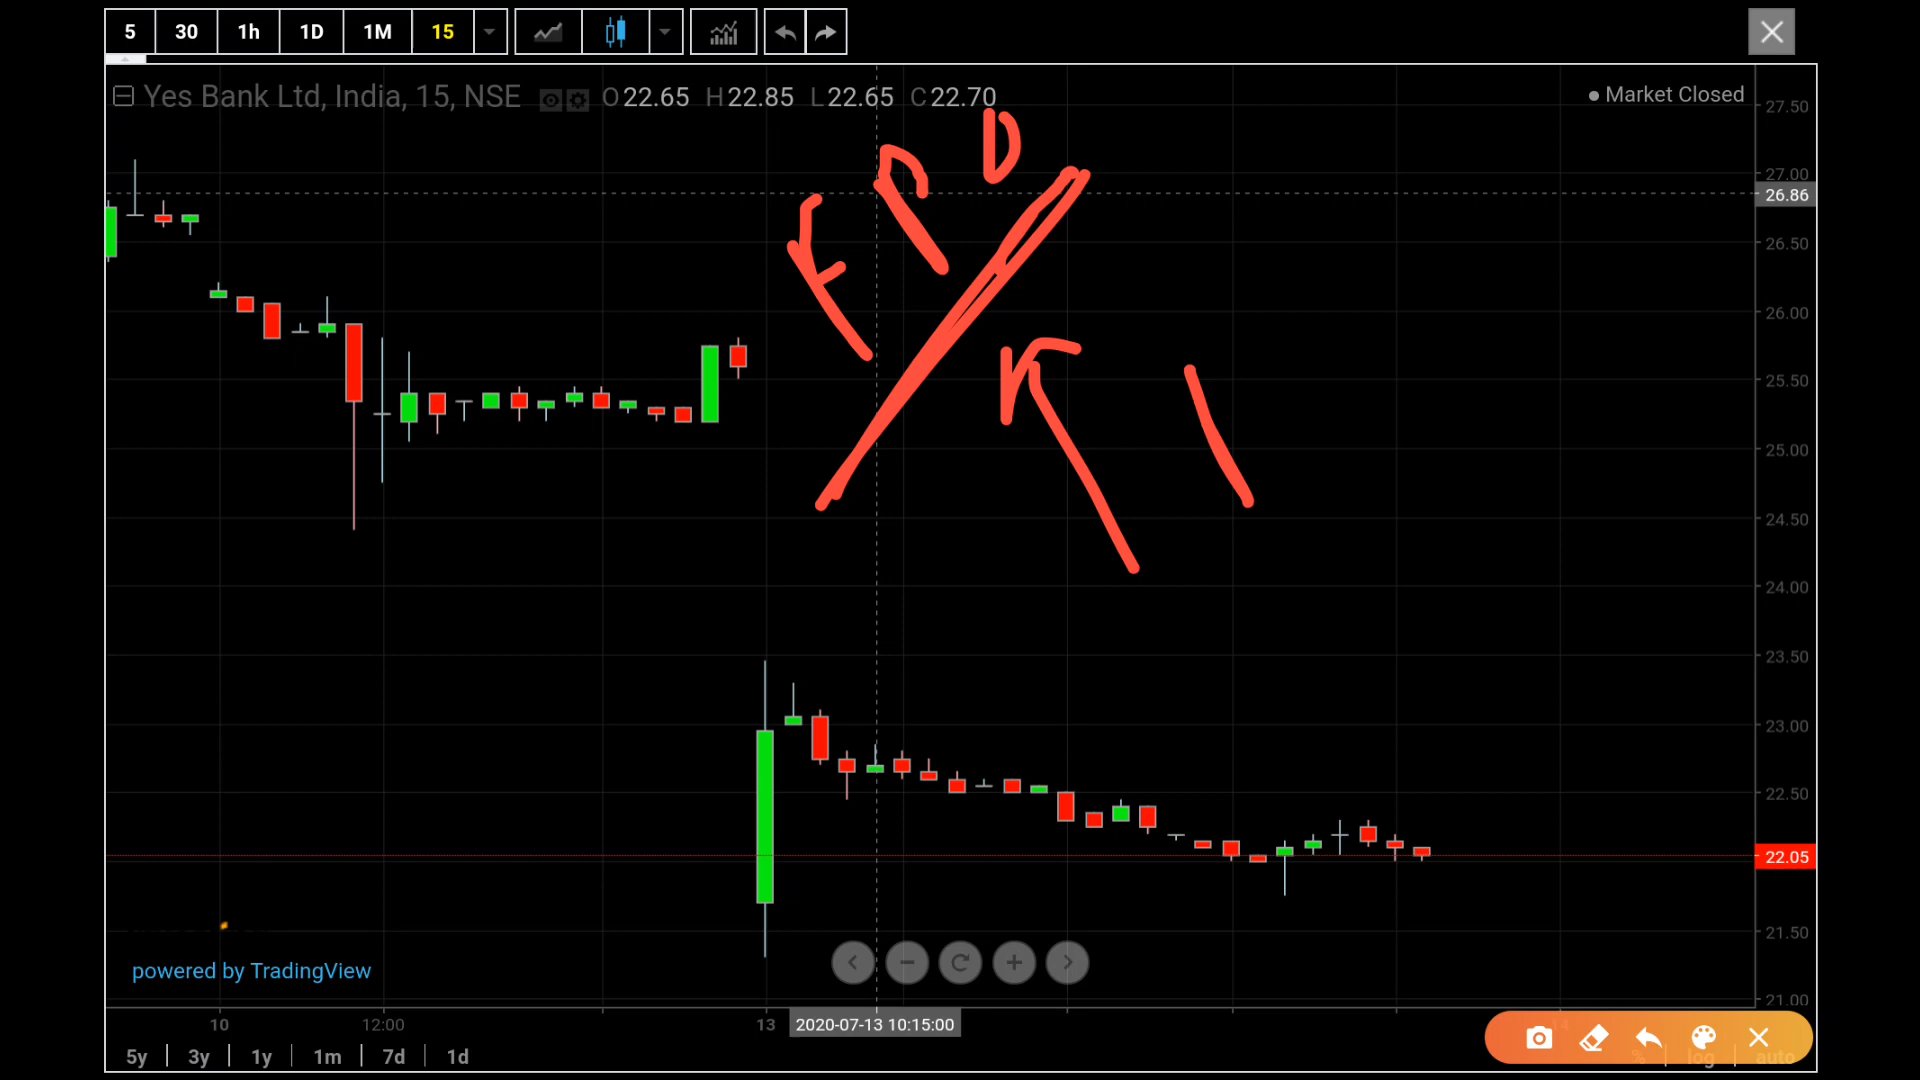 5 30 1h 1D 1M 15
Yes Bank Ltd, India, 15, NSE O22.65 H22.85 L22.65 C22.70
Market Closed
27.50
27.00
26.86
26.50
26.00
25.50
25.00
24.50
24.00
23.50
23.00
22.50
22.05
21.50
21.00
powered by TradingView
10 12:00 13 2020-07-13 10:15:00
5y 3y 1y 1m 7d 1d % log auto